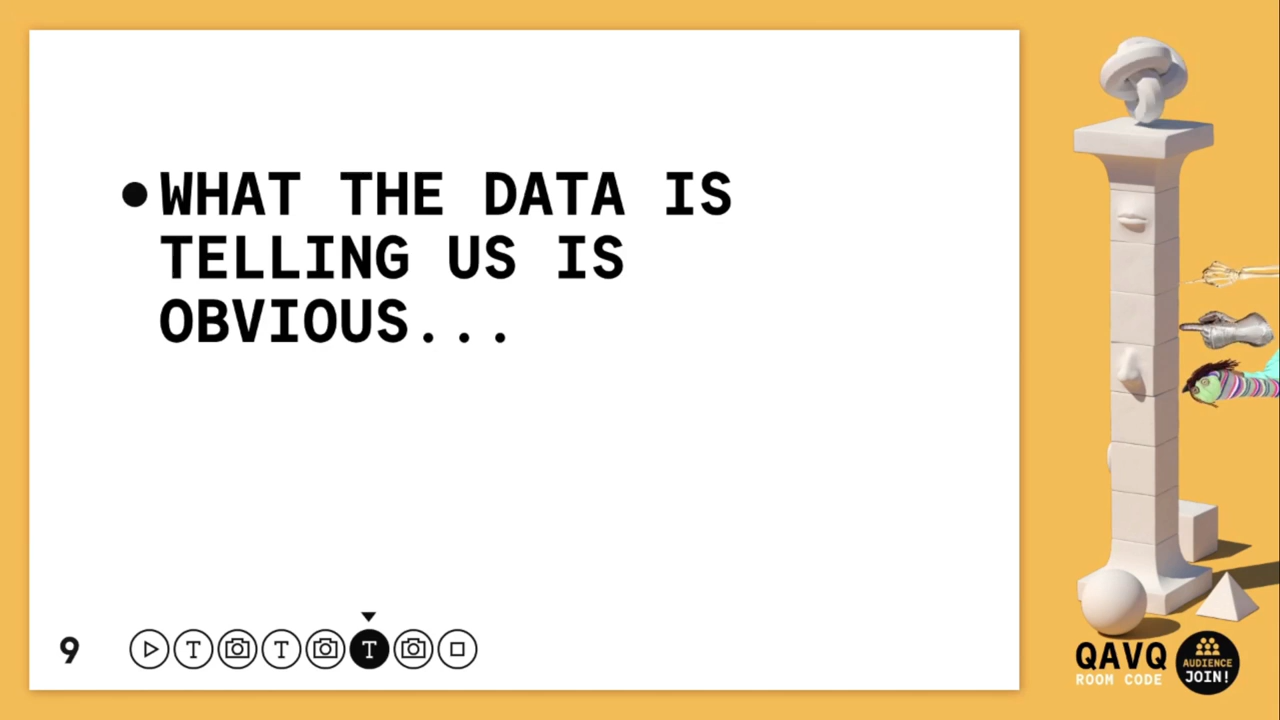 ●WHAT THE DATA IS
TELLING US IS
OBVIOUS...
9
T
T
T
QAVQ
ROOM CODE
AUDIENCE
JOIN!